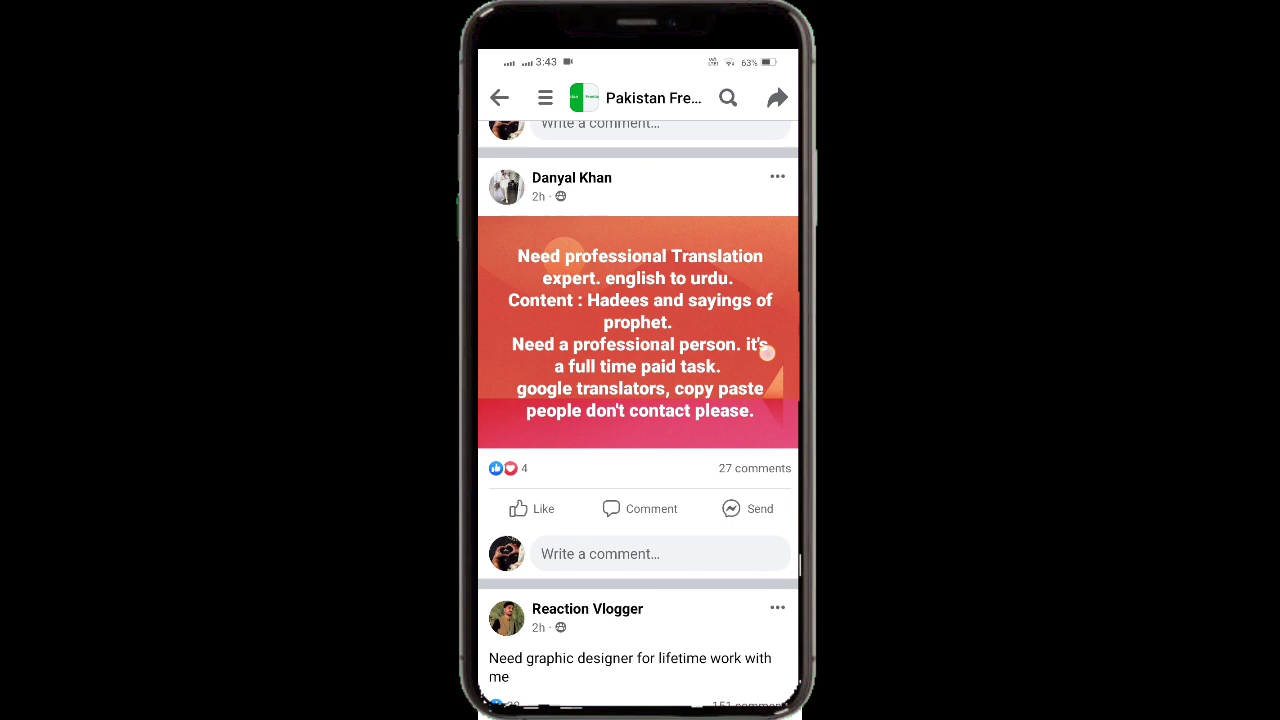 3:43
63%
Pakistan Fre...
Write a comment...
Danyal Khan
2h ·
Need professional Translation
expert. english to urdu.
Content : Hadees and sayings of
prophet.
Need a professional person. it's
a full time paid task.
google translators, copy paste
people don't contact please.
4
27 comments
Like
Comment
Send
Write a comment...
Reaction Vlogger
2h ·
Need graphic designer for lifetime work with
me